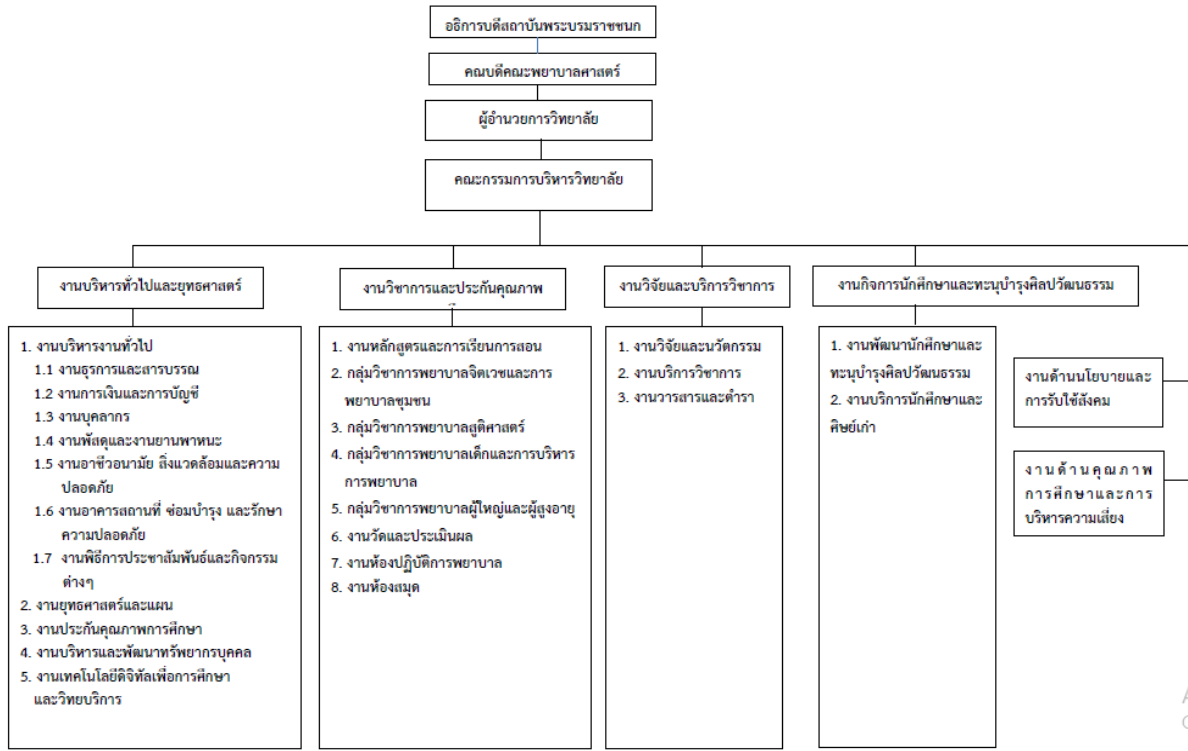 อธิการบดีสถาบันพระบรมราชชนก
คณบดีคณะพยาบาลศาสตร์
ผู้อำนวยการวิทยาลัย
คณะกรรมการบริหารวิทยาลัย
งานบริหารทั่วไปและยุทธศาสตร์
งานวิชาการและประกันคุณภาพ
งานวิจัยและบริการวิชาการ
งานกิจการนักศึกษาและทะนุบำรุงศิลปวัฒนธรรม
1. งานบริหารงานทั่วไป
1.1 งานธุรการและสารบรรณ
1.2 งานการเงินและการบัญชี
1.3 งานบุคลากร
1.4 งานพัสดุและงานยานพาหนะ
1.5 งานอาชีวอนามัย สิ่งแวดล้อมและความ
ปลอดภัย
1.6 งานอาคารสถานที่ ซ่อมบำรุง และรักษา
ความปลอดภัย
1.7 งานพิธีการประชาสัมพันธ์และกิจกรรม
ต่างๆ
2. งานยุทธศาสตร์และแผน
3. งานประกันคุณภาพการศึกษา
4. งานบริหารและพัฒนาทรัพยากรบุคคล
5. งานเทคโนโลยีดิจิทัลเพื่อการศึกษา
และวิทยบริการ
1. งานหลักสูตรและการเรียนการสอน
2. กลุ่มวิชาการพยาบาลจิตเวชและการ
พยาบาลชุมชน
3. กลุ่มวิชาการพยาบาลสูติศาสตร์
4. กลุ่มวิชาการพยาบาลเด็กและการบริหาร
การพยาบาล
5. กลุ่มวิชาการพยาบาลผู้ใหญ่และผู้สูงอายุ
6. งานวัดและประเมินผล
7. งานห้องปฏิบัติการพยาบาล
8. งานห้องสมุด
1. งานวิจัยและนวัตกรรม
2. งานบริการวิชาการ
3. งานวารสารและตำรา
1. งานพัฒนานักศึกษาและ
ทะนุบำรุงศิลปวัฒนธรรม
2. งานบริการนักศึกษาและ
ศิษย์เก่า
งานด้านนโยบายและ
การรับใช้สังคม
งานด้านคุณภาพ
การศึกษาและการ
บริหารความเสี่ยง